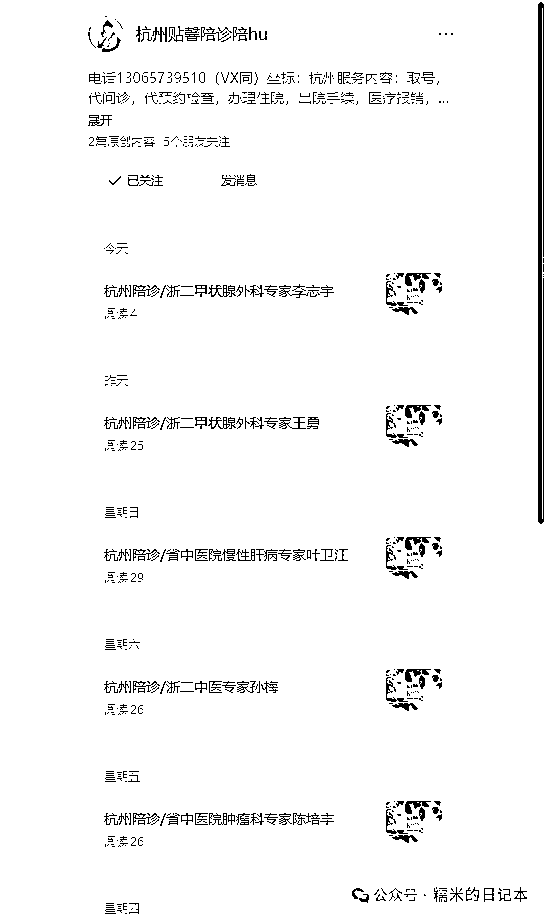 杭州贴馨陪诊陪hu
电话13065739510（VX同）坐标：杭州服务内容：取号，
代问诊，代预约检查，办理住院，出院手续，医疗报销，...
展开
2篇原创内容 5个朋友关注
已关注 发消息
今天
杭州陪诊/浙二甲状腺外科专家李志宇
阅读4
昨天
杭州陪诊/浙二甲状腺外科专家王勇
阅读25
星期日
杭州陪诊/省中医院慢性肝病专家叶卫江
阅读29
星期六
杭州陪诊/浙二中医专家孙梅
阅读26
星期五
杭州陪诊/省中医院肿瘤科专家陈培丰
阅读26
星期四
公众号·糯米的日记本